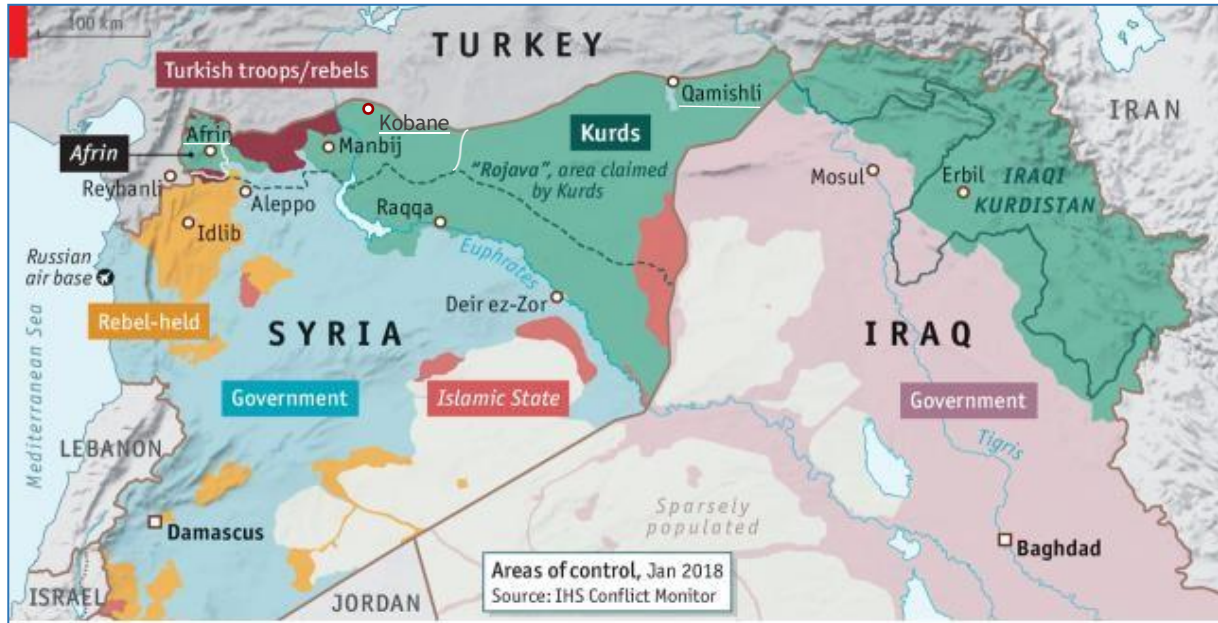 100 km
TURKEY
Turkish troops/rebels
IRAN
Qamishli
Kobane
Afrin
Afrin
Manbij
Kurds
"Rojava", area claimed
by Kurds
Reybanli
Aleppo
Mosul
Erbil
IRAQI
KURDISTAN
Raqqa
Idlib
Euphrates
Russian
air base
Deir ez-Zor
Rebel-held
SYRIA
IRAQ
Mediterranean Sea
Government
Islamic State
Government
LEBANON
Tigris
Sparsely
populated
Damascus
Baghdad
Areas of control, Jan 2018
Source: IHS Conflict Monitor
ISRAEL
JORDAN